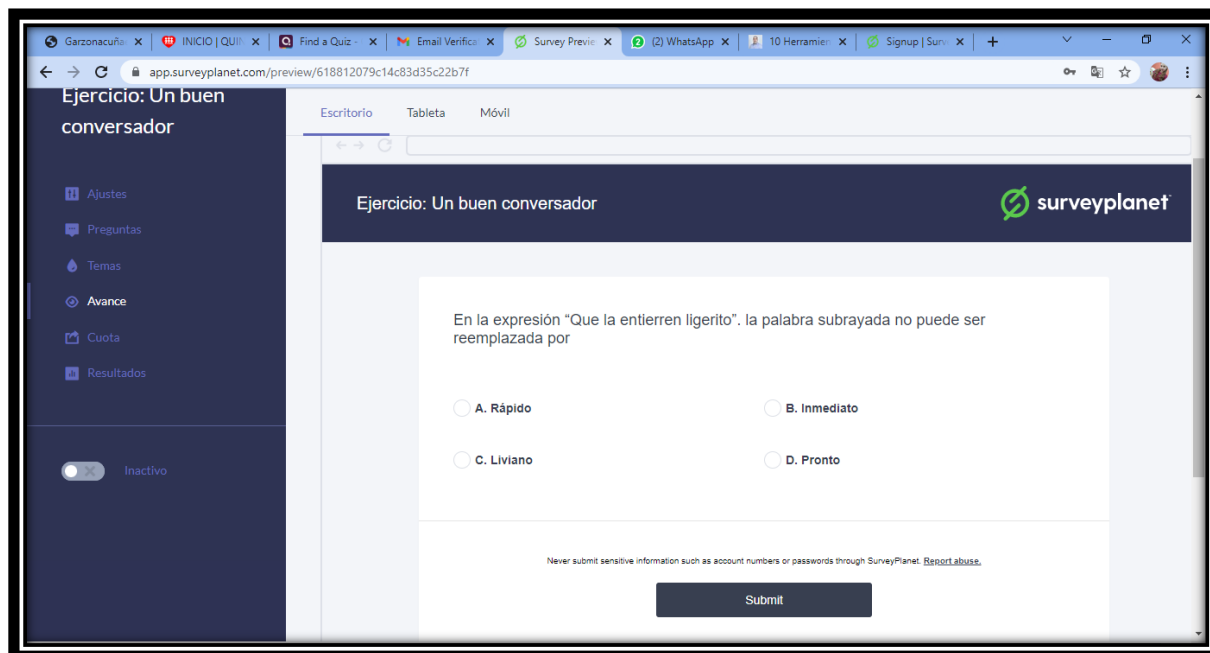 Garzonacuña
INICIO | QUIN
Find a Quiz -
Email Verifica
Survey Previe
(2) WhatsApp
10 Herramien
Signup | Surv
app.surveyplanet.com/preview/618812079c14c83d35c22b7f
Ejercicio: Un buen
conversador
Ajustes
Preguntas
Temas
Avance
Cuota
Resultados
Inactivo
Escritorio Tableta Móvil
Ejercicio: Un buen conversador
surveyplanet
En la expresión “Que la entierren ligerito”. la palabra subrayada no puede ser
reemplazada por
A. Rápido B. Inmediato
C. Liviano D. Pronto
Never submit sensitive information such as account numbers or passwords through SurveyPlanet. Report abuse.
Submit